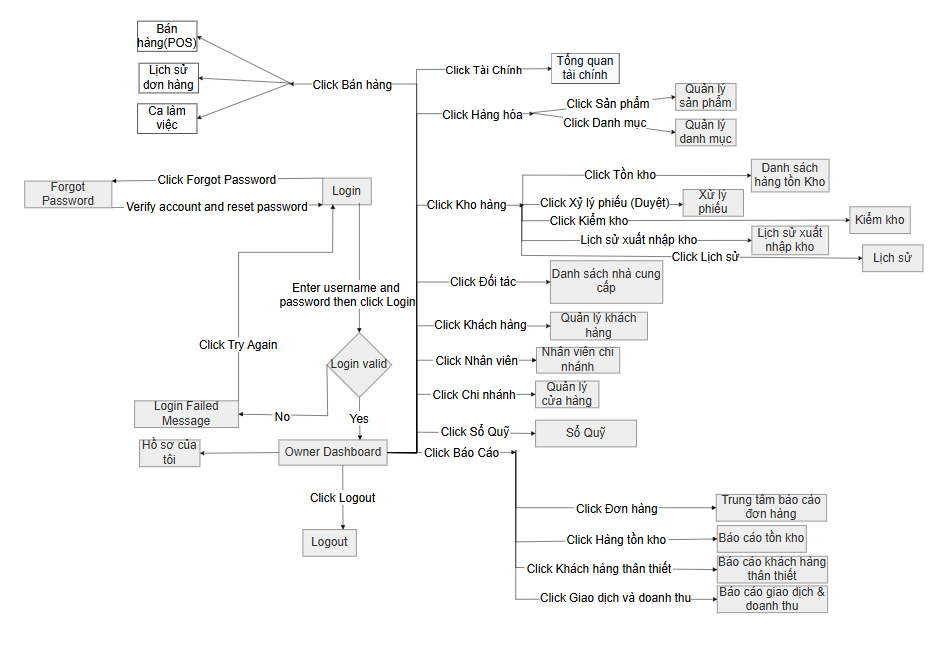 Bán
hàng(POS)
Lịch sử
dơn hàng
Ca làm
việc
Click Bán hàng
Click Tài Chính
Tổng quan
tài chính
Click Hàng hóa
Click Sản phẩm
Quản lý
sản phẩm
Click Danh mục
Quản lý
danh mục
Forgot
Password
Click Forgot Password
Verify account and reset password
Login
Click Kho hàng
Click Tồn kho
Danh sách
hàng tồn Kho
Click Xỷ lý phiếu (Duyệt)
Xử lý
phiếu
Click Kiểm kho
Kiểm kho
Lịch sử xuất nhập kho
Lịch sử xuất
nhập kho
Click Lịch sử
Lịch sử
Enter username and
password then click Login
Click Đối tác
Danh sách nhà cung
cấp
Click Khách hàng
Quản lý khách
hàng
Click Try Again
Login valid
Click Nhân viên
Nhân viên chi
nhánh
Click Chi nhánh
Quản lý
cửa hàng
Login Failed
Message
No
Yes
Click Sổ Quỹ
Sổ Quỹ
Hồ sơ của
tôi
Owner Dashboard
Click Báo Cáo
Click Logout
Logout
Click Đơn hàng
Trung tâm báo cáo
đơn hàng
Click Hàng tồn kho
Báo cáo tồn kho
Click Khách hàng thân thiết
Báo cáo khách hàng
thân thiết
Click Giao dịch và doanh thu
Báo cáo giao dịch &
doanh thu